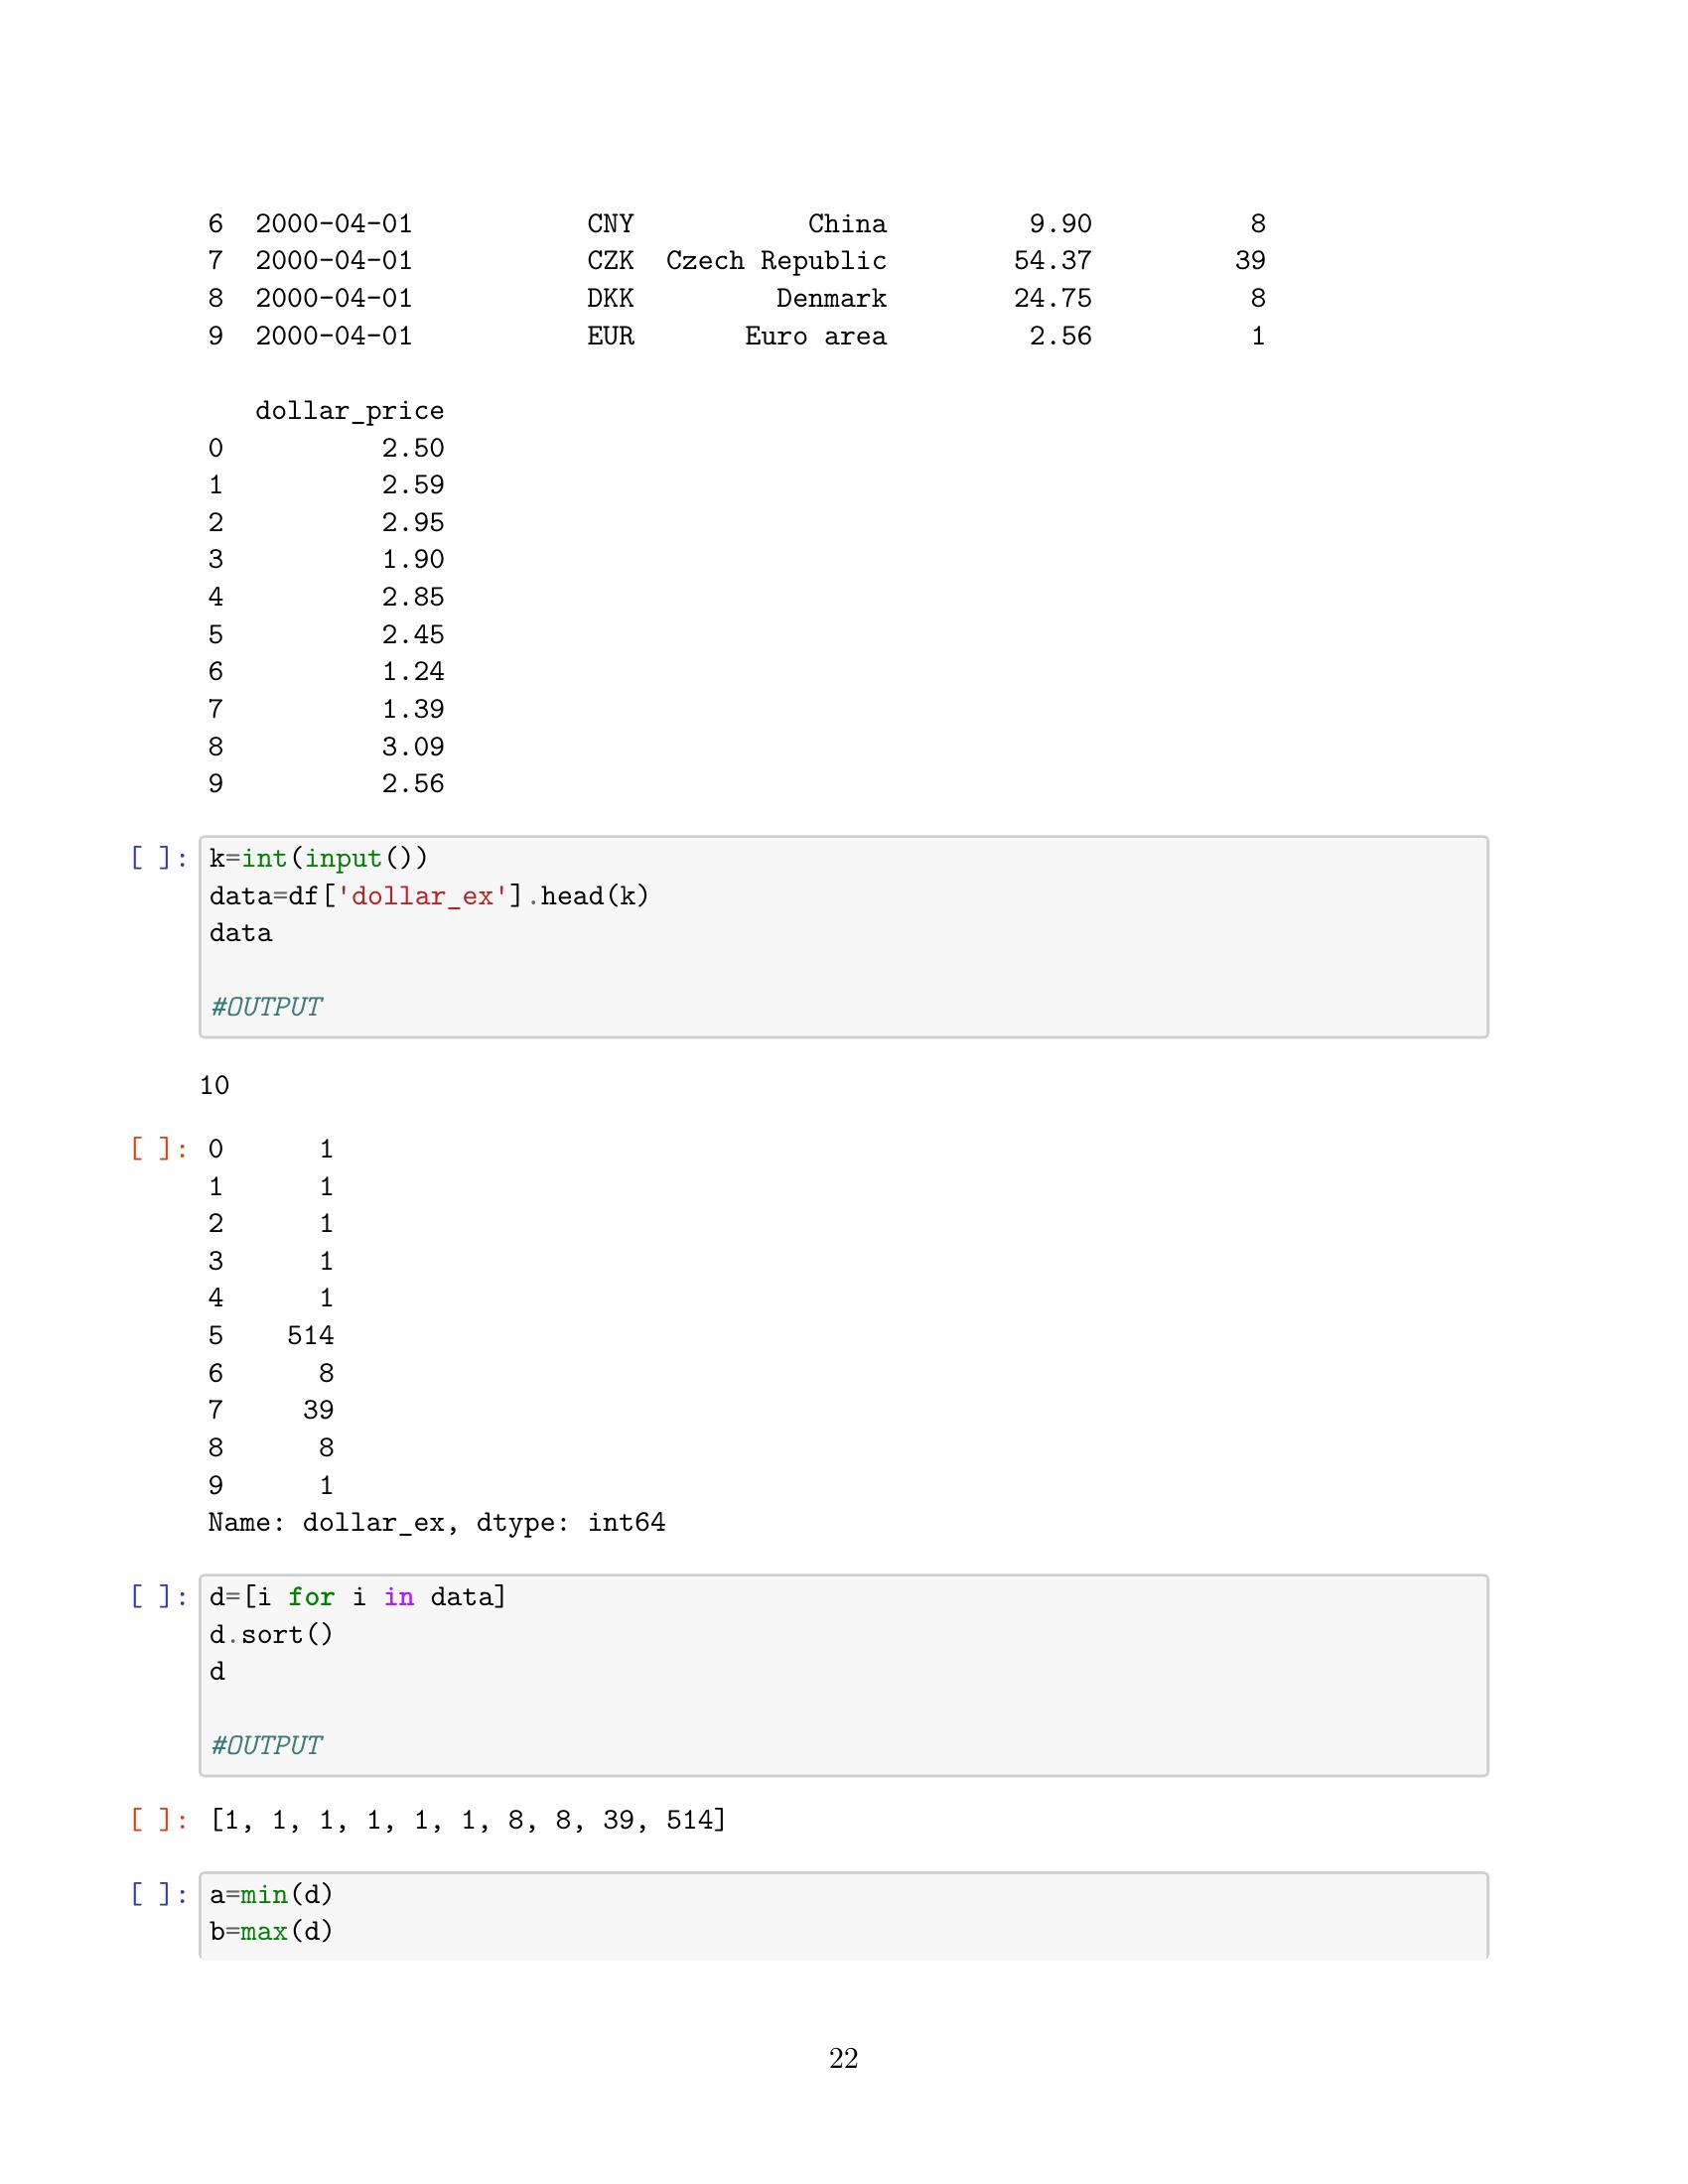 6  2000-04-01           CNY           China         9.90          8
7  2000-04-01           CZK  Czech Republic        54.37         39
8  2000-04-01           DKK         Denmark        24.75          8
9  2000-04-01           EUR       Euro area         2.56          1
   dollar_price
0          2.50
1          2.59
2          2.95
3          1.90
4          2.85
5          2.45
6          1.24
7          1.39
8          3.09
9          2.56
[ ]: k=int(input())
data=df['dollar_ex'].head(k)
data
#OUTPUT
10
[ ]: 0      1
1      1
2      1
3      1
4      1
5    514
6      8
7     39
8      8
9      1
Name: dollar_ex, dtype: int64
[ ]: d=[i for i in data]
d.sort()
d
#OUTPUT
[ ]: [1, 1, 1, 1, 1, 1, 8, 8, 39, 514]
[ ]: a=min(d)
b=max(d)
22